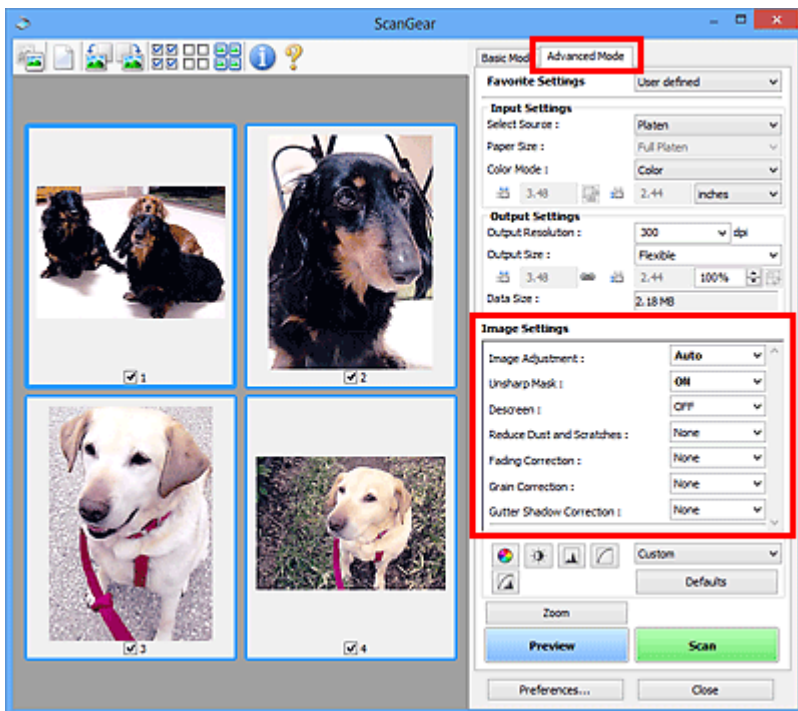 ScanGear
Basic Mode Advanced Mode
Favorite Settings User defined
Input Settings
Select Source : Platen
Paper Size : Full Platen
Color Mode : Color
3.48 2.44 inches
Output Settings
Output Resolution : 300 dpi
Output Size : Flexible
3.48 2.44 100%
Data Size : 2.18 MB
Image Settings
Image Adjustment : Auto
Unsharp Mask : ON
Descreen : OFF
Reduce Dust and Scratches : None
Fading Correction : None
Grain Correction : None
Gutter Shadow Correction : None
Custom
Defaults
Zoom
Preview Scan
Preferences... Close
1
2
3
4